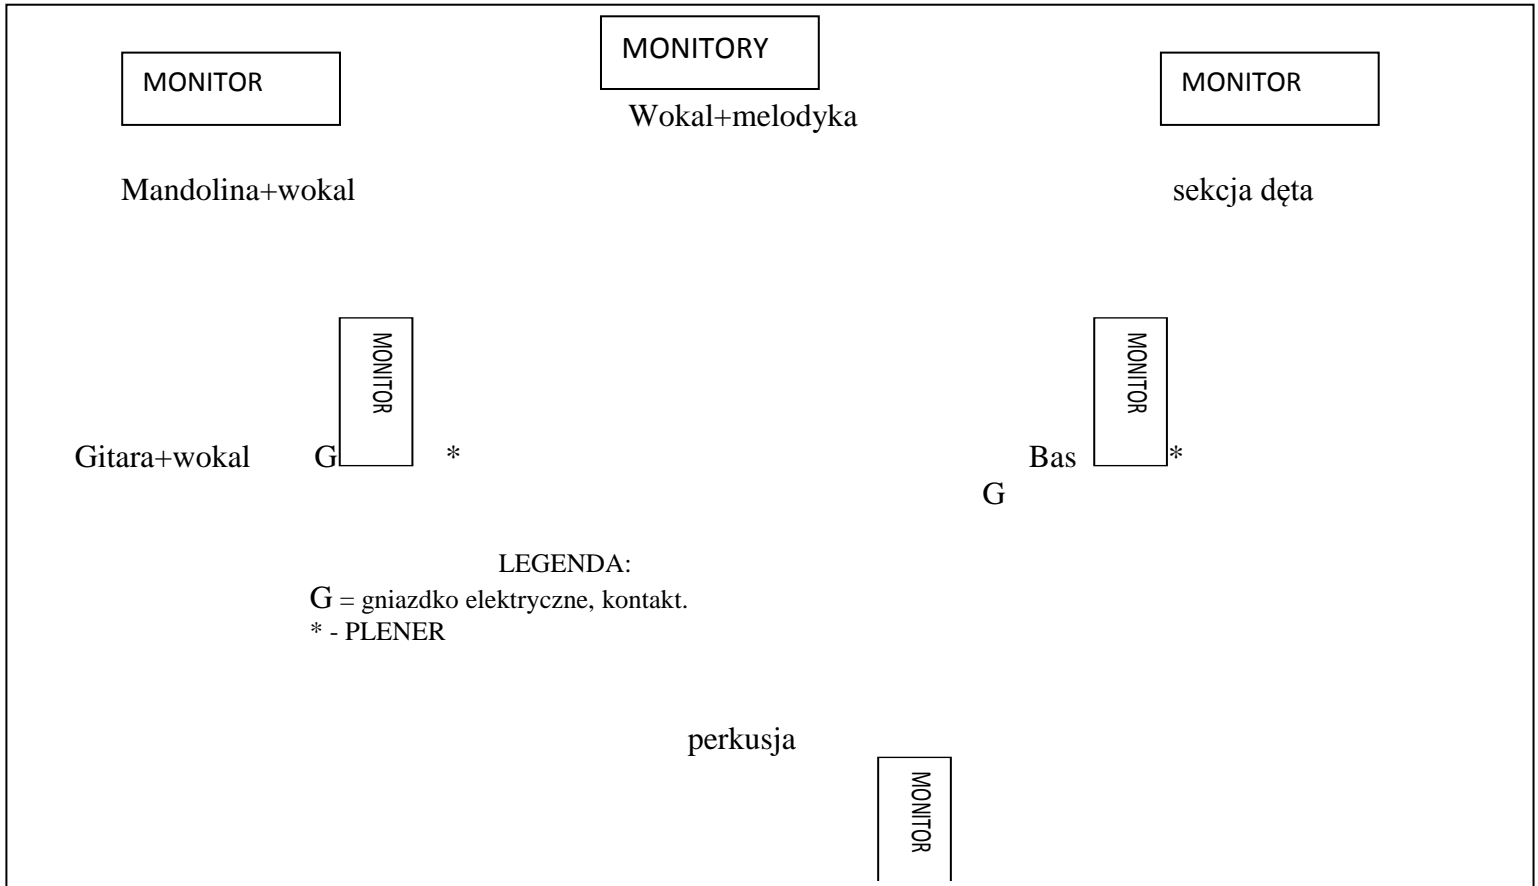 MONITORY
MONITOR
MONITOR
Wokal+melodyka
Mandolina+wokal
sekcja dęta
MONITOR
MONITOR
Gitara+wokal G *
Bas *
G
LEGENDA:
G = gniazdko elektryczne, kontakt.
* - PLENER
perkusja
MONITOR